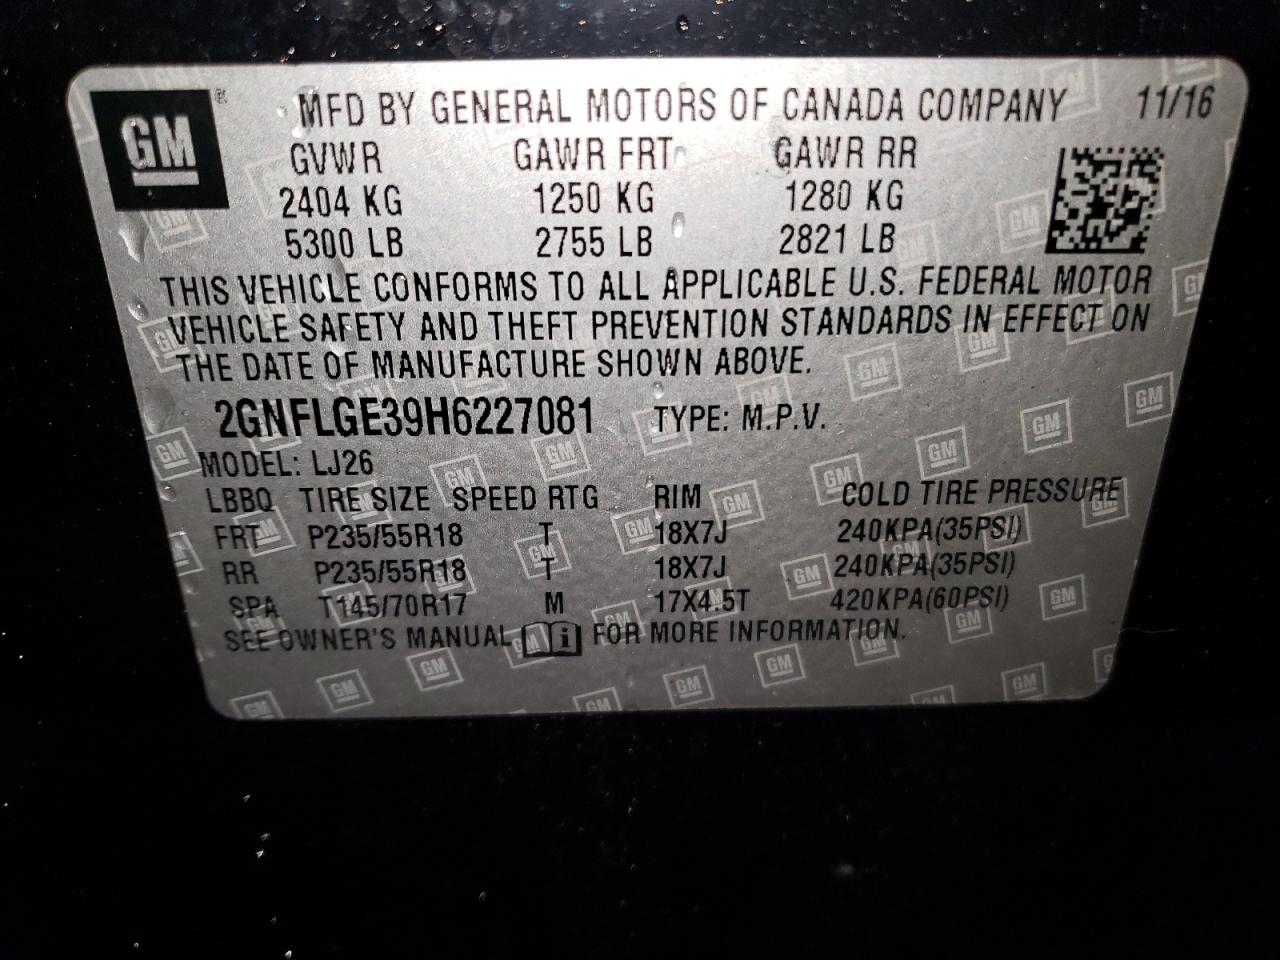 GM ® MFD BY GENERAL MOTORS OF CANADA COMPANY 11/16
GVWR GAWR FRT GAWR RR
2404 KG 1250 KG 1280 KG
5300 LB 2755 LB 2821 LB
THIS VEHICLE CONFORMS TO ALL APPLICABLE U.S. FEDERAL MOTOR
VEHICLE SAFETY AND THEFT PREVENTION STANDARDS IN EFFECT ON
THE DATE OF MANUFACTURE SHOWN ABOVE.
2GNFLGE39H6227081 TYPE: M.P.V.
MODEL: LJ26
LBBQ TIRE SIZE SPEED RTG RIM COLD TIRE PRESSURE
FRT P235/55R18 T 18X7J 240KPA(35PSI)
RR P235/55R18 T 18X7J 240KPA(35PSI)
SPA T145/70R17 M 17X4.5T 420KPA(60PSI)
SEE OWNER'S MANUAL i FOR MORE INFORMATION.